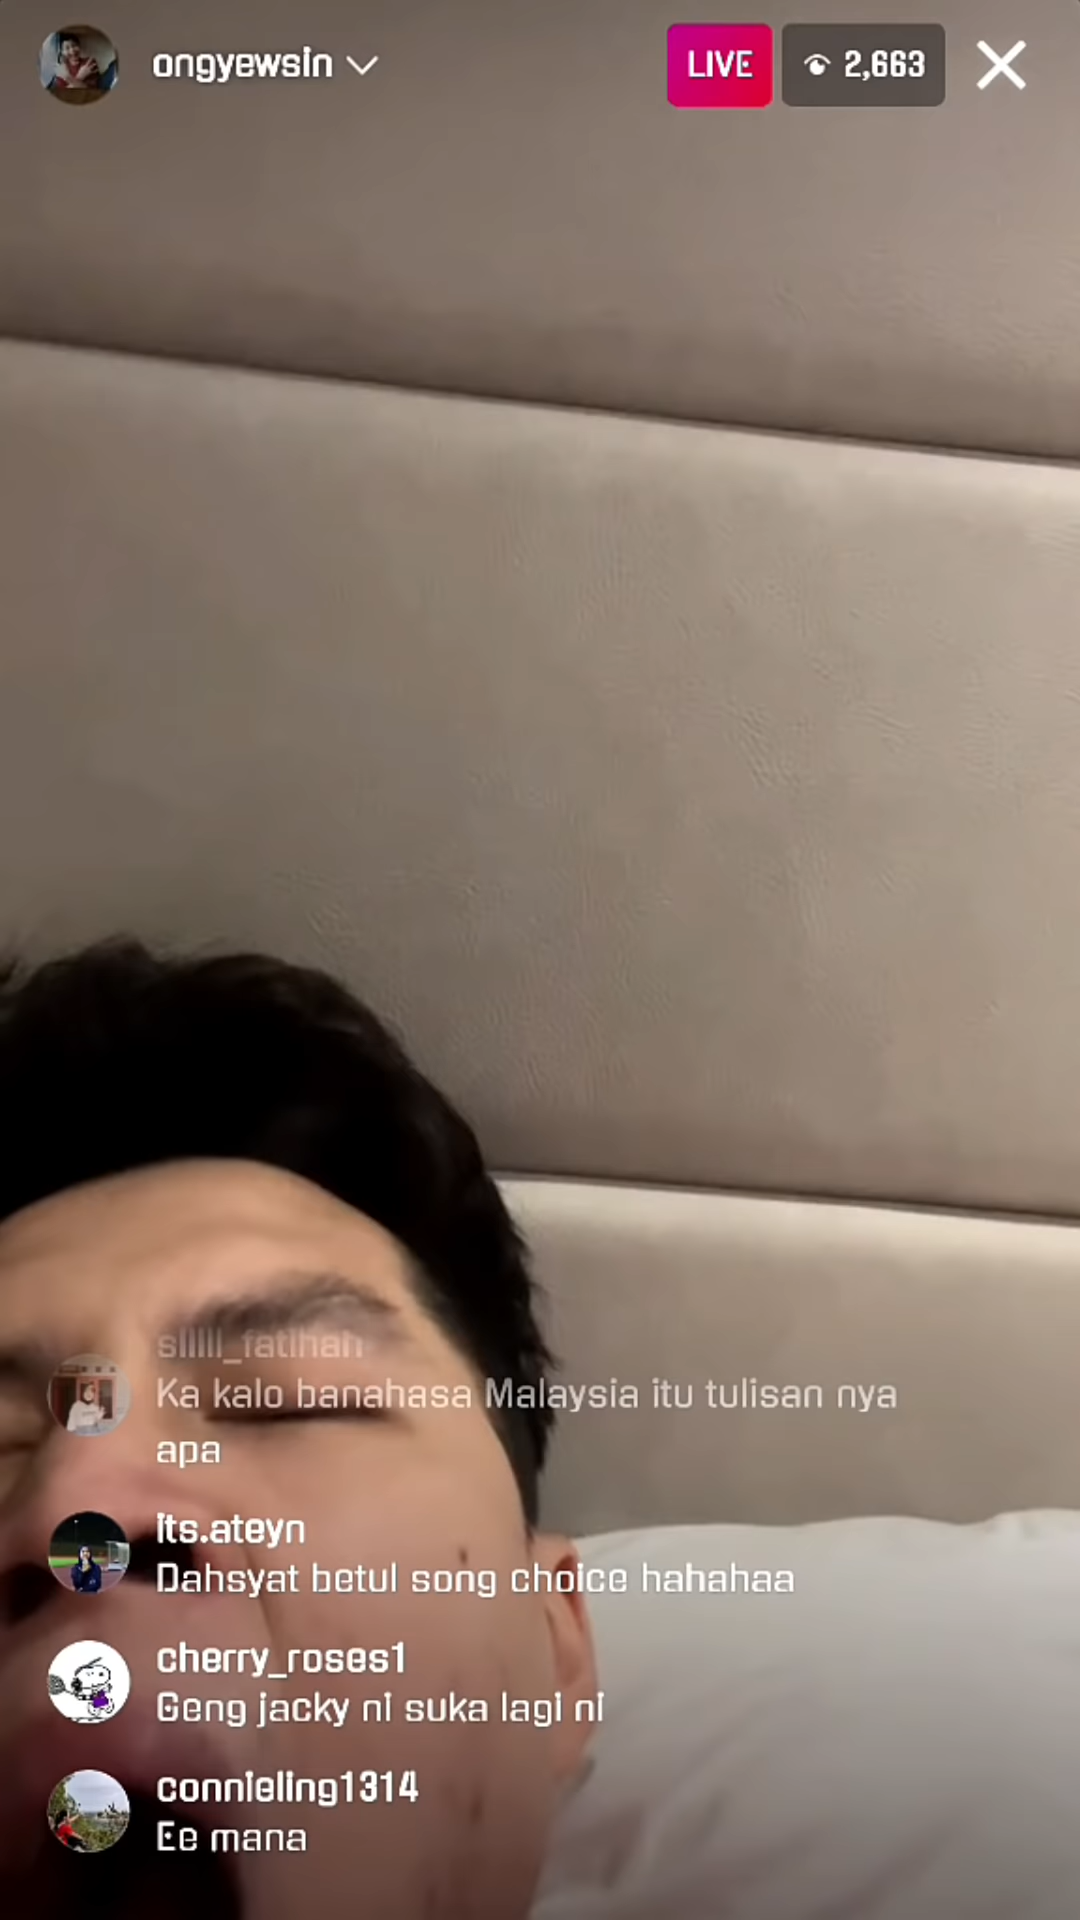 ongyewsin
LIVE
2,663
siiiii_fatihah
Ka kalo banahasa Malaysia itu tulisan nya
apa
its.ateyn
Dahsyat betul song choice hahahaa
cherry_roses1
Geng jacky ni suka lagi ni
connieling1314
Ee mana